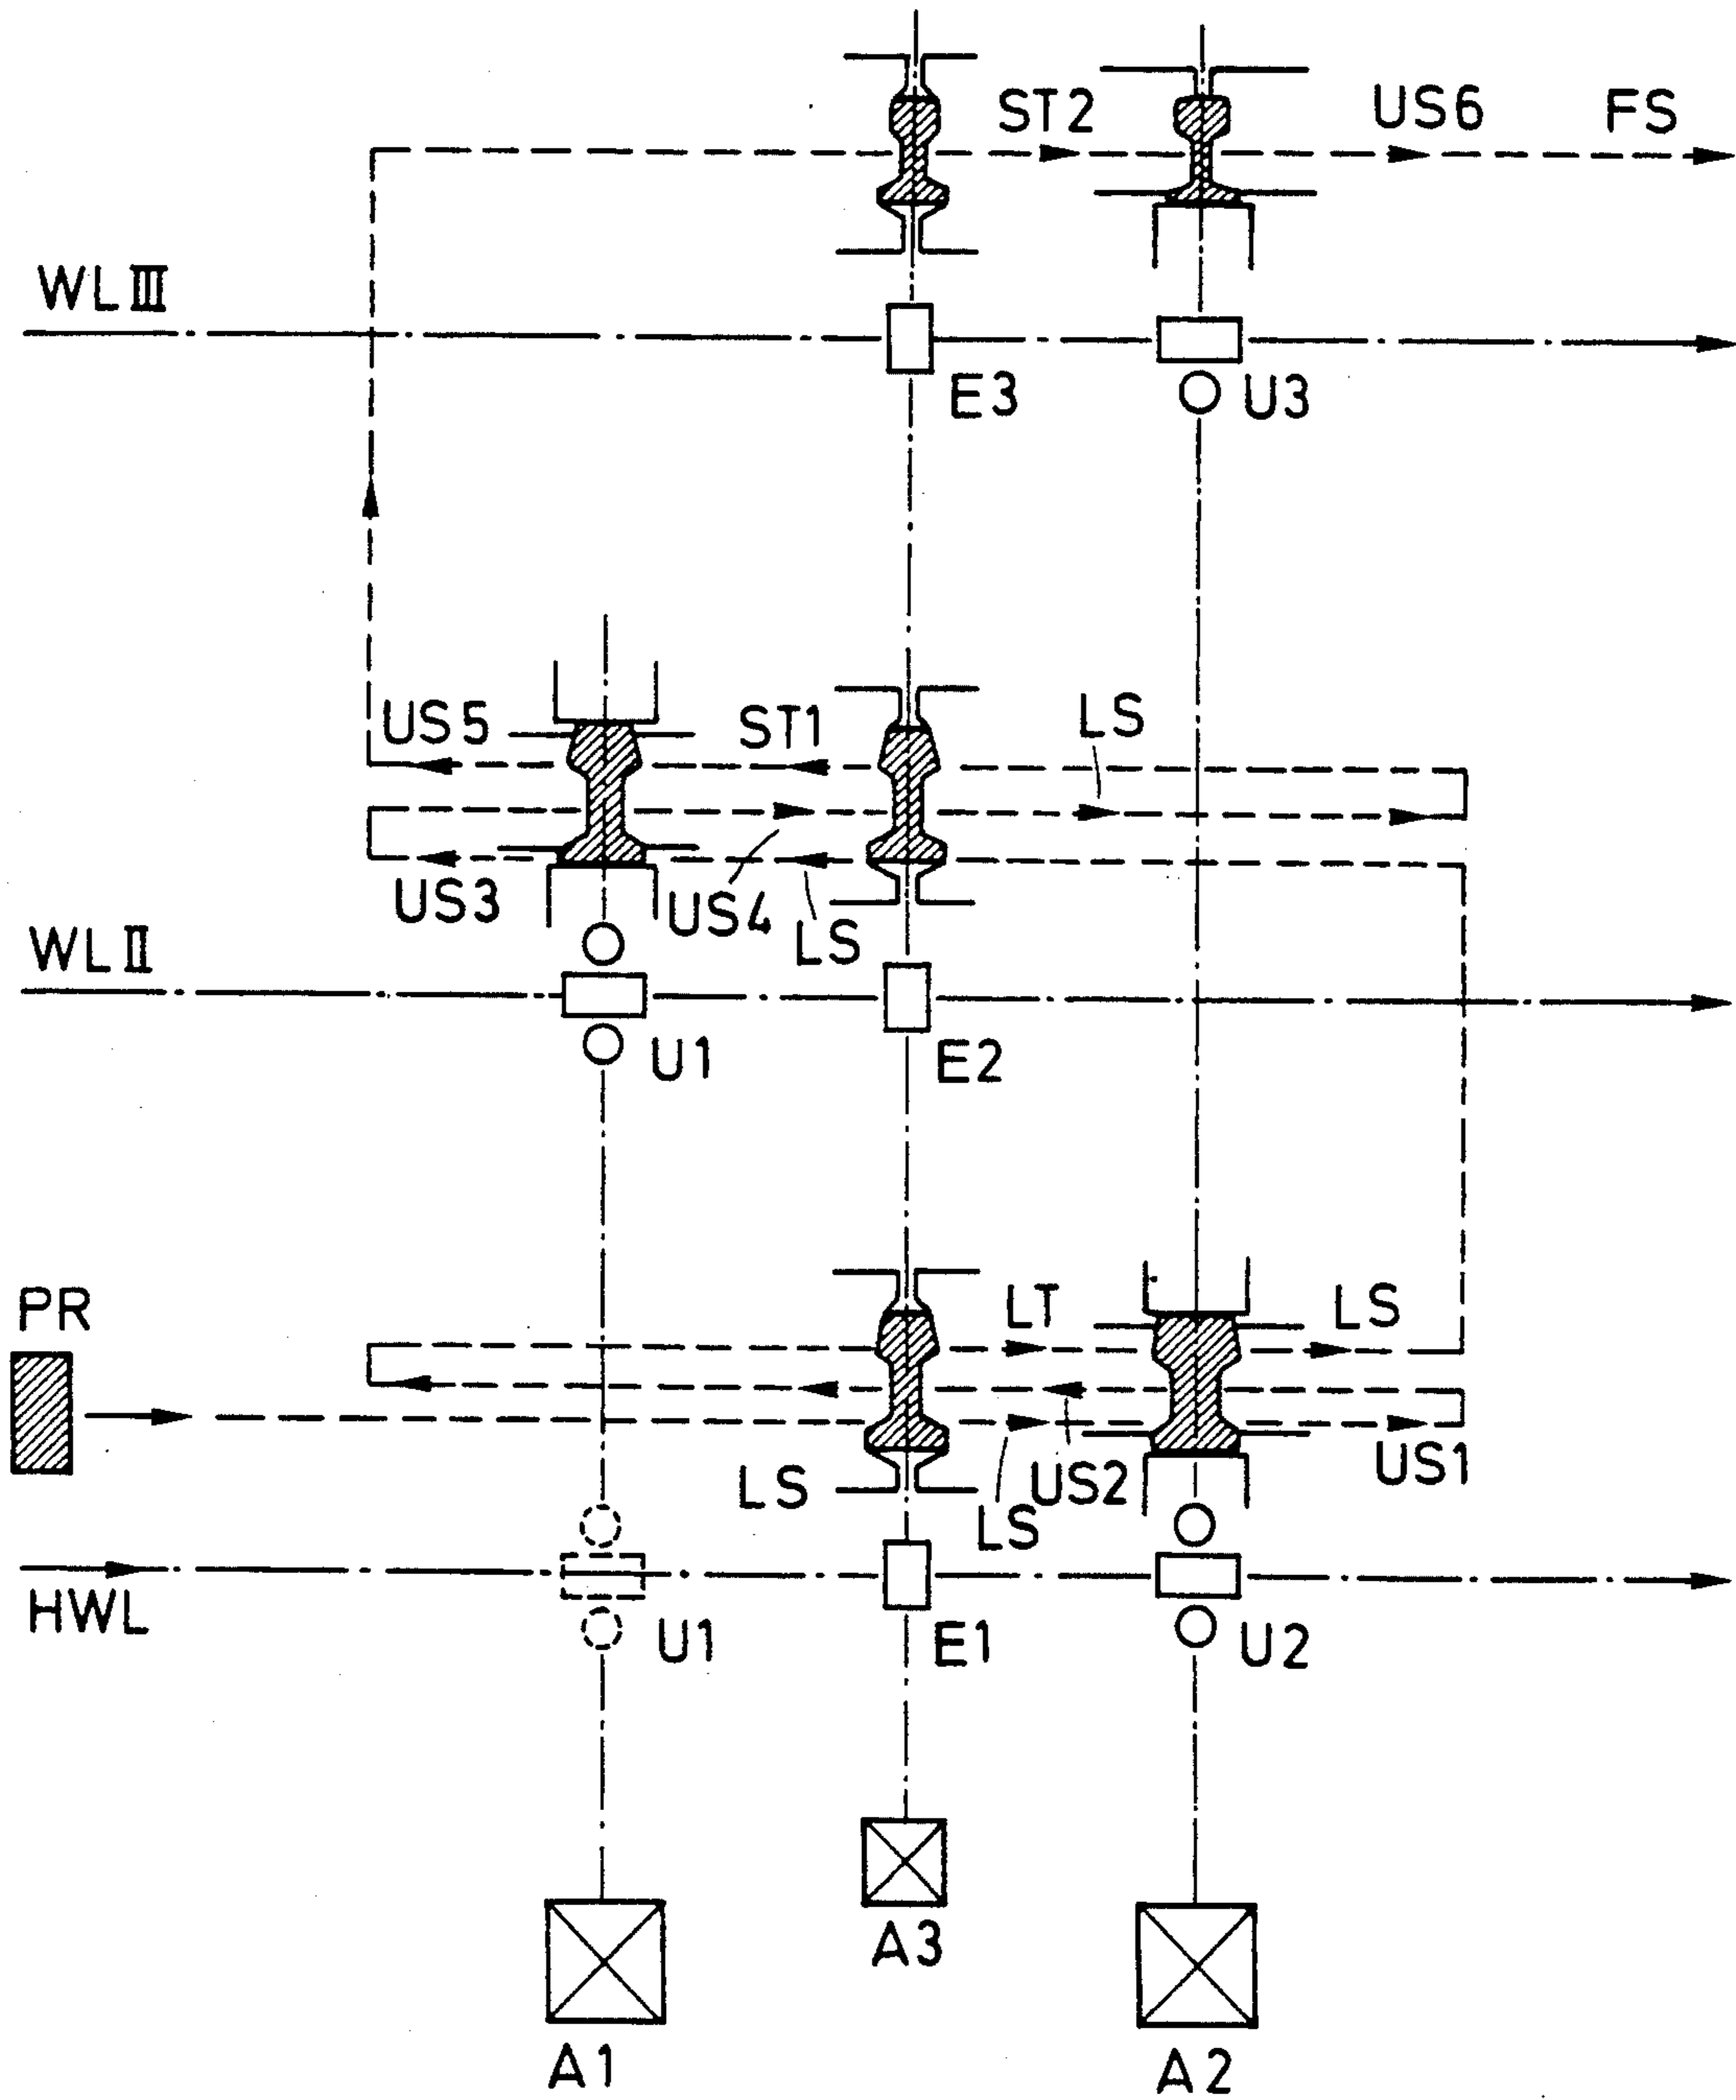 ST2 US6 FS
WL III
E3 U3
US5 ST1 LS
US3 US4 LS
WL II
U1 E2
PR LT LS
LS LS US2 US1
HWL
U1 E1 U2
A3
A1 A2